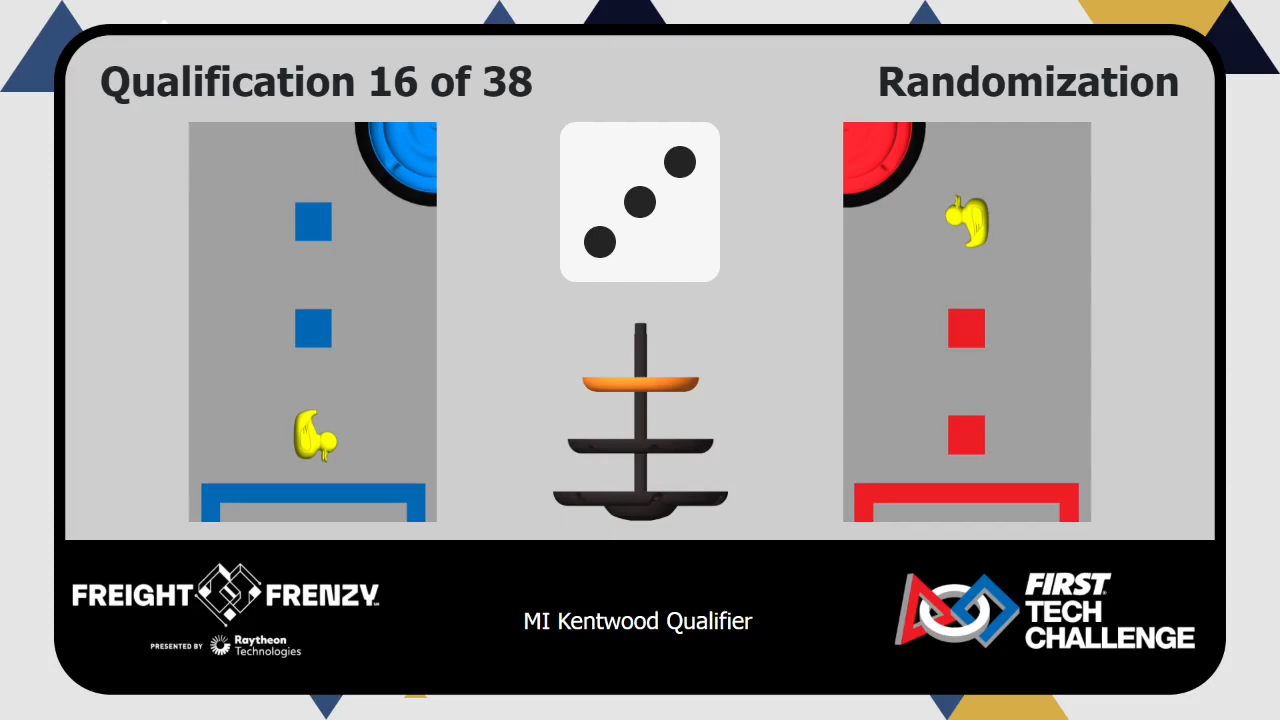 Qualification 16 of 38
Randomization
FREIGHT FRENZY
PRESENTED BY Raytheon
Technologies
MI Kentwood Qualifier
FIRST
TECH
CHALLENGE